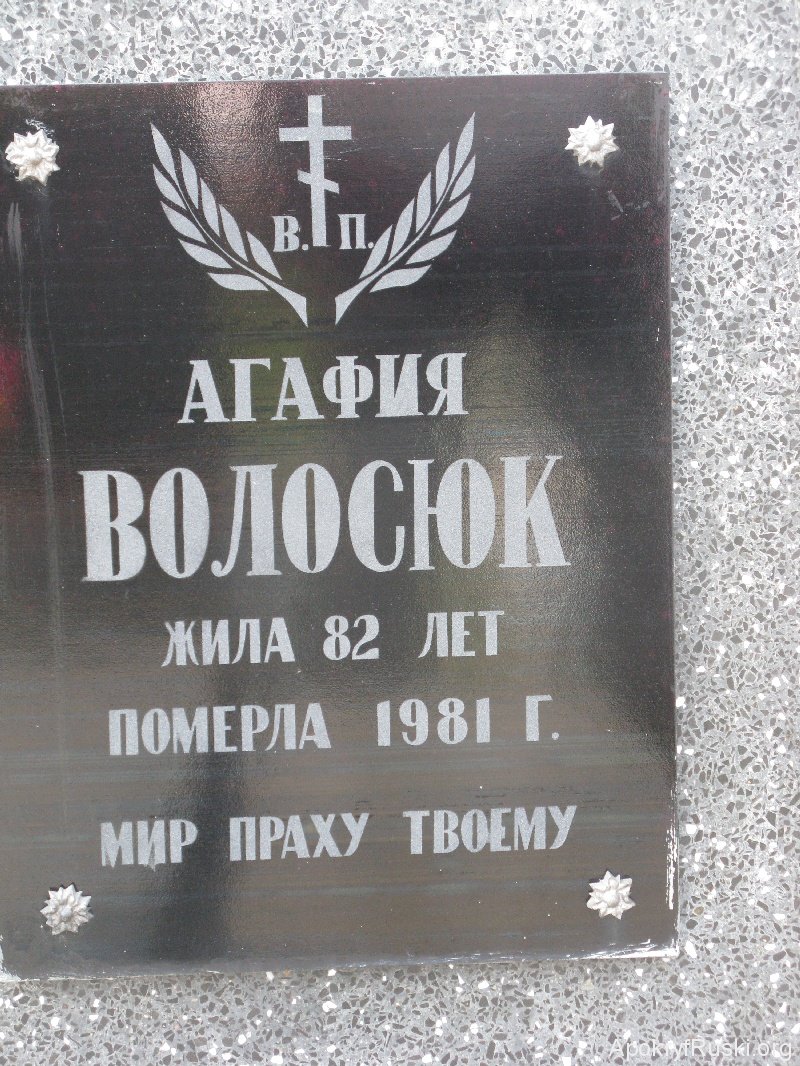 В. П.
АГАФИЯ
ВОЛОСЮК
ЖИЛА 82 ЛЕТ
ПОМЕРЛА 1981 Г.
МИР ПРАХУ ТВОЕМУ
ApokryfRuski.org